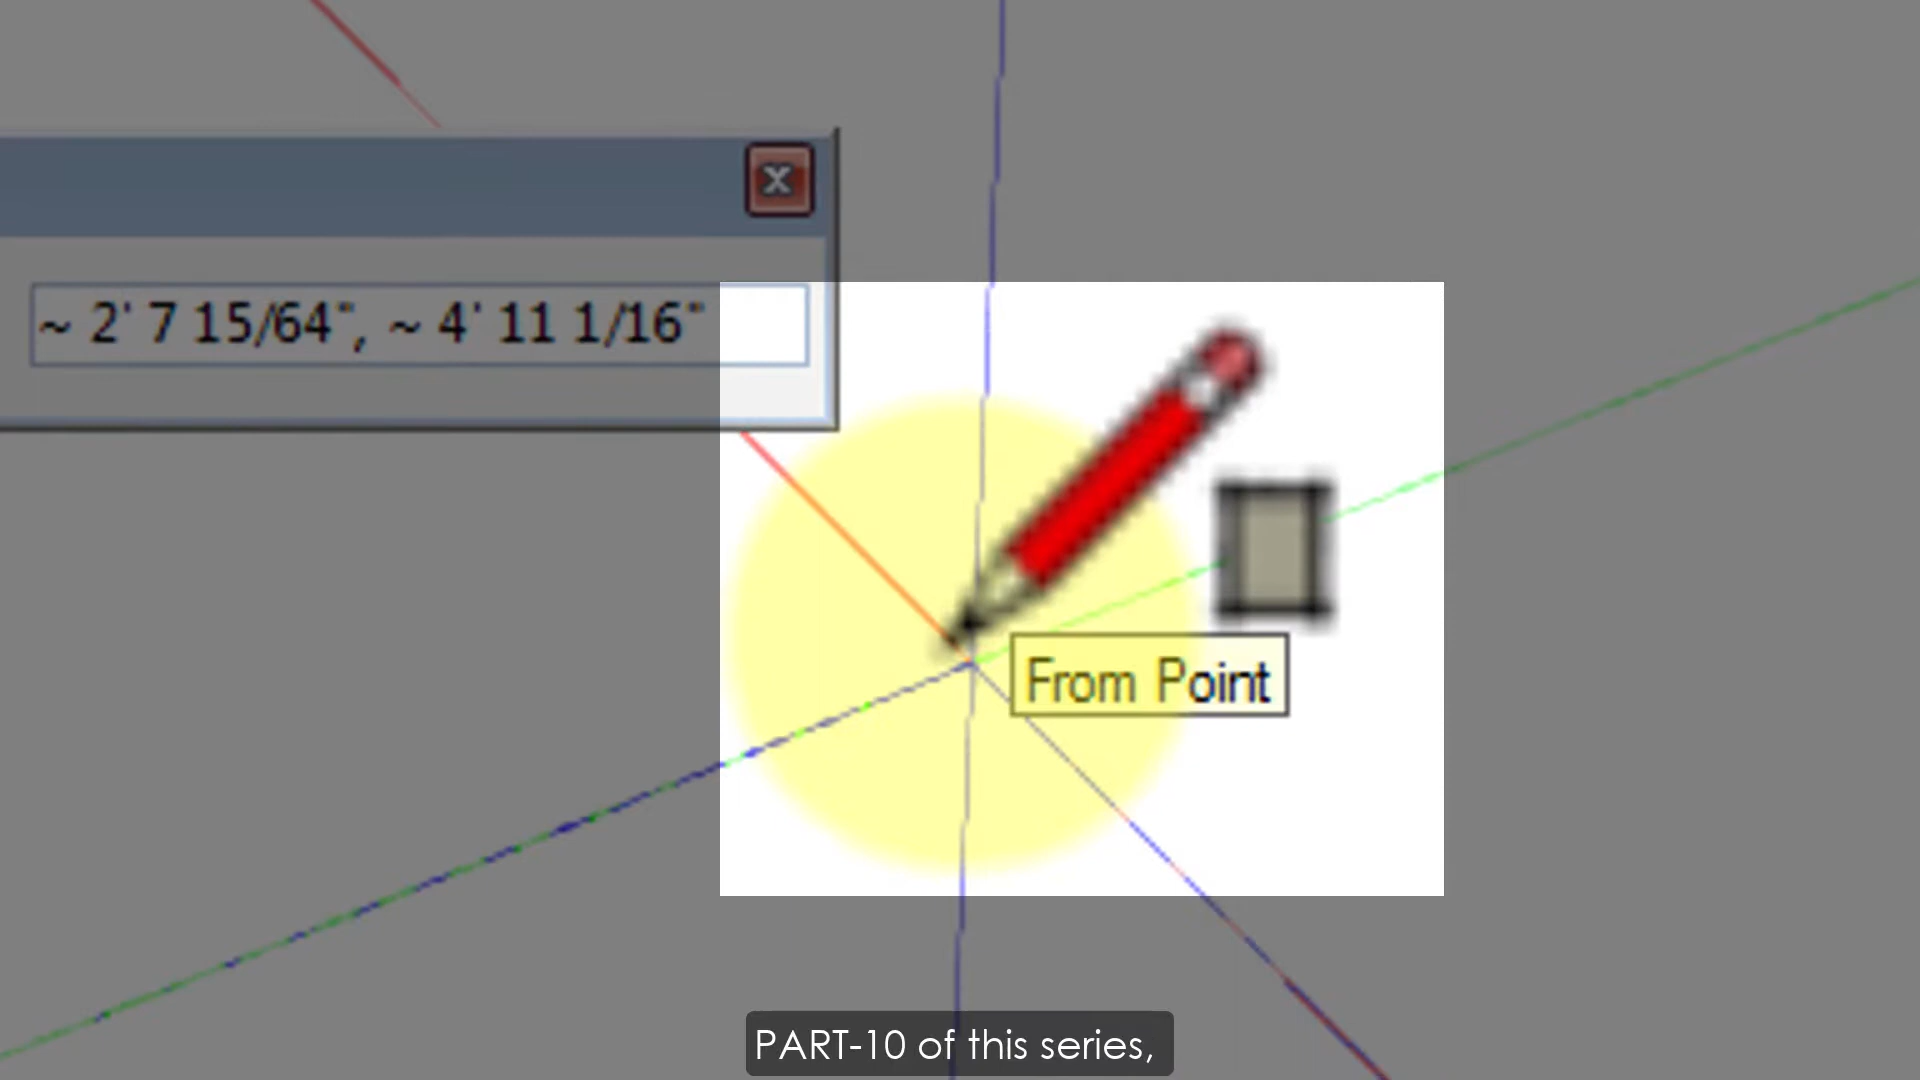 ~ 2' 7 15/64", ~ 4' 11 1/16"
From Point
PART-10 of this series,